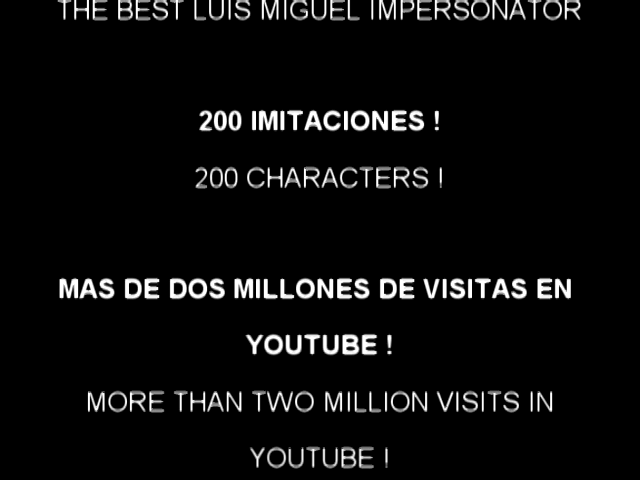 THE BEST LUIS MIGUEL IMPERSONATOR
200 IMITACIONES !
200 CHARACTERS !
MAS DE DOS MILLONES DE VISITAS EN
YOUTUBE !
MORE THAN TWO MILLION VISITS IN
YOUTUBE !